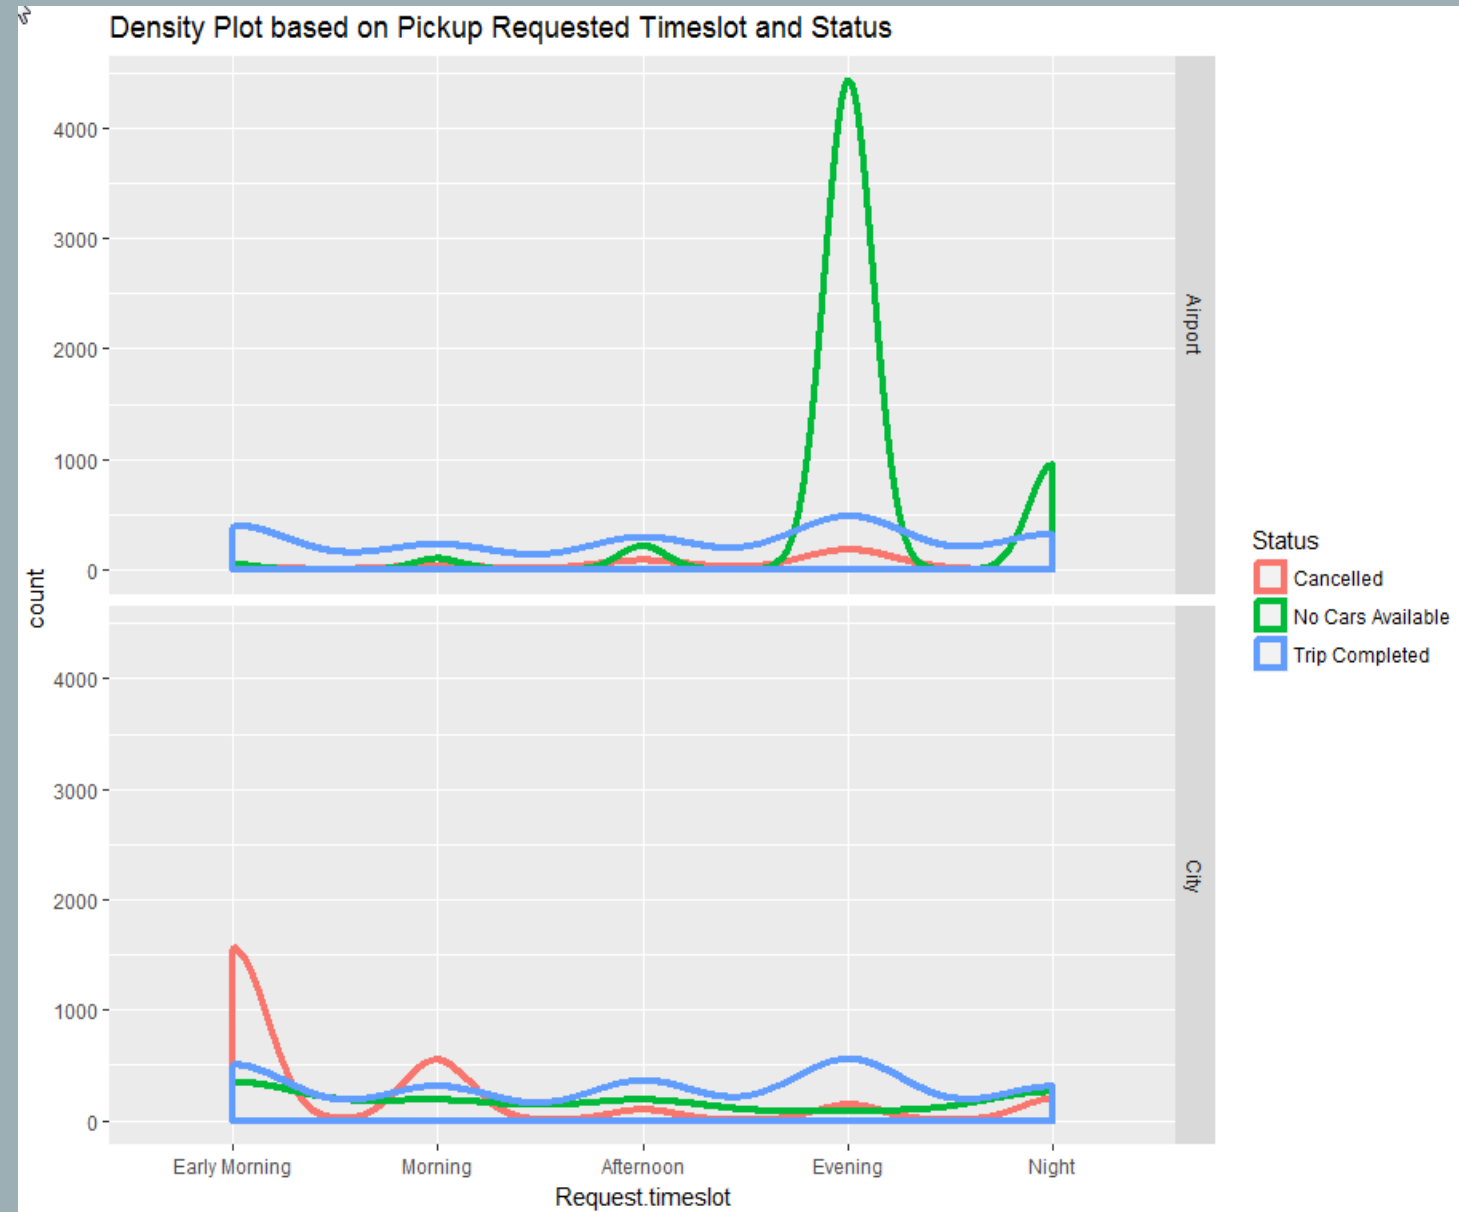 Density Plot based on Pickup Requested Timeslot and Status
4000
3000
2000
1000
0
Airport
4000
3000
2000
1000
0
City
count
Early Morning
Morning
Afternoon
Evening
Night
Request.timeslot
Status
Cancelled
No Cars Available
Trip Completed